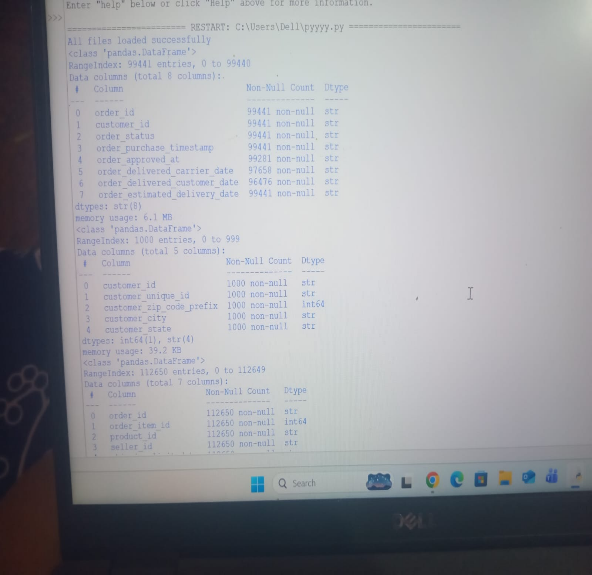 Enter "help" below or click "Help" above for more information.
>>>
======================== RESTART: C:\Users\Dell\pyyyy.py ========================
All files loaded successfully
<class 'pandas.DataFrame'>
RangeIndex: 99441 entries, 0 to 99440
Data columns (total 8 columns):
# Column Non-Null Count Dtype
--- ------ -------------- -----
0 order_id 99441 non-null str
1 customer_id 99441 non-null str
2 order_status 99441 non-null str
3 order_purchase_timestamp 99441 non-null str
4 order_approved_at 99281 non-null str
5 order_delivered_carrier_date 97658 non-null str
6 order_delivered_customer_date 96476 non-null str
7 order_estimated_delivery_date 99441 non-null str
dtypes: str(8)
memory usage: 6.1 MB
<class 'pandas.DataFrame'>
RangeIndex: 1000 entries, 0 to 999
Data columns (total 5 columns):
# Column Non-Null Count Dtype
--- ------ -------------- -----
0 customer_id 1000 non-null str
1 customer_unique_id 1000 non-null str
2 customer_zip_code_prefix 1000 non-null int64
3 customer_city 1000 non-null str
4 customer_state 1000 non-null str
dtypes: int64(1), str(4)
memory usage: 39.2 KB
<class 'pandas.DataFrame'>
RangeIndex: 112650 entries, 0 to 112649
Data columns (total 7 columns):
# Column Non-Null Count Dtype
--- ------ -------------- -----
0 order_id 112650 non-null str
1 order_item_id 112650 non-null int64
2 product_id 112650 non-null str
3 seller_id 112650 non-null str
Search
DELL